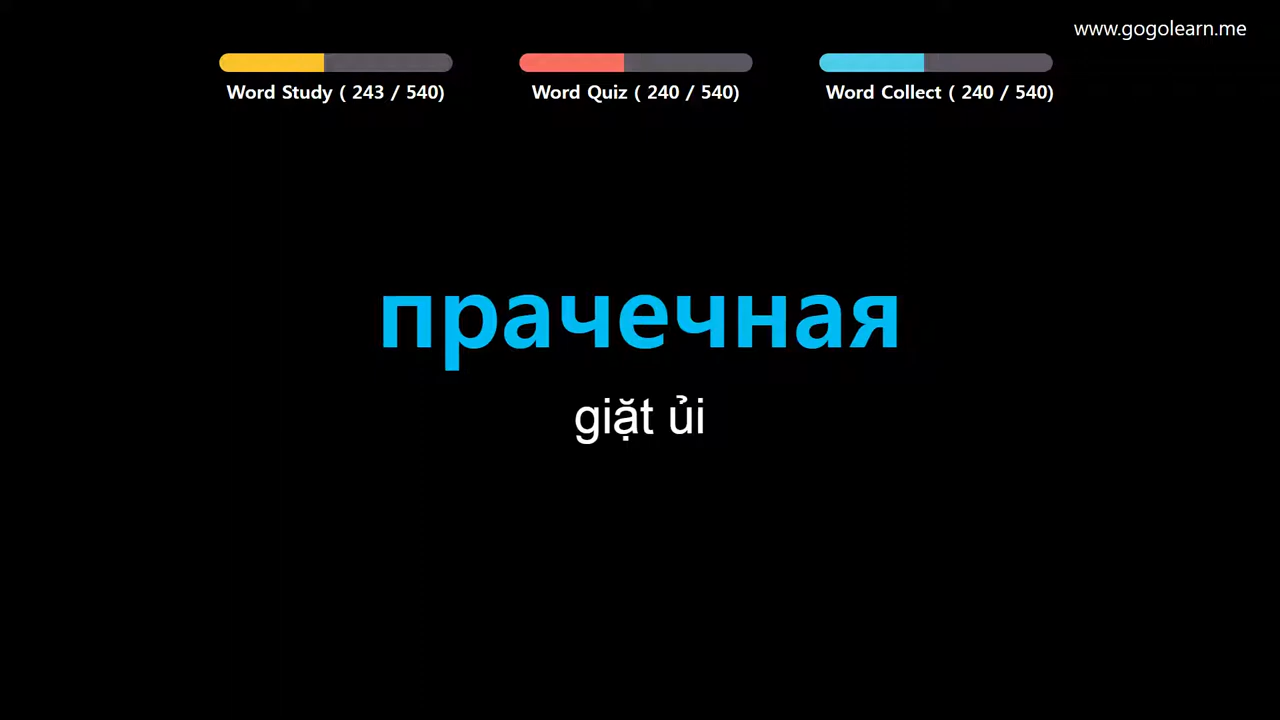 www.gogolearn.me
Word Study ( 243 / 540)
Word Quiz ( 240 / 540)
Word Collect ( 240 / 540)
прачечная
giặt ủi